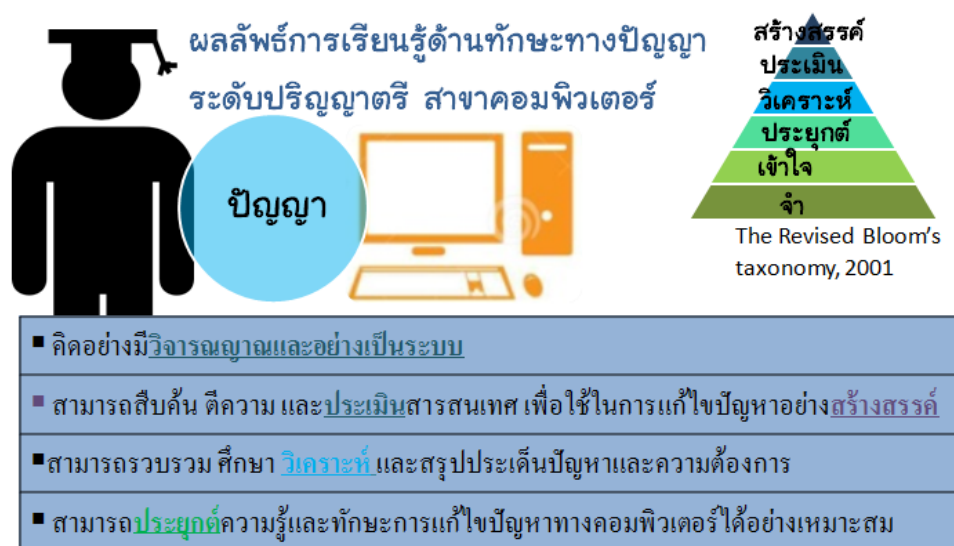 ผลลัพธ์การเรียนรู้ด้านทักษะทางปัญญา
ระดับปริญญาตรี สาขาคอมพิวเตอร์
ปัญญา
สร้างสรรค์
ประเมิน
วิเคราะห์
ประยุกต์
เข้าใจ
จำ
The Revised Bloom's
taxonomy, 2001
▪ คิดอย่างมีวิจารณญาณและอย่างเป็นระบบ
▪ สามารถสืบค้น ตีความ และประเมินสารสนเทศ เพื่อใช้ในการแก้ไขปัญหาอย่างสร้างสรรค์
▪สามารถรวบรวม ศึกษา วิเคราะห์ และสรุปประเด็นปัญหาและความต้องการ
▪ สามารถประยุกต์ความรู้และทักษะการแก้ไขปัญหาทางคอมพิวเตอร์ได้อย่างเหมาะสม